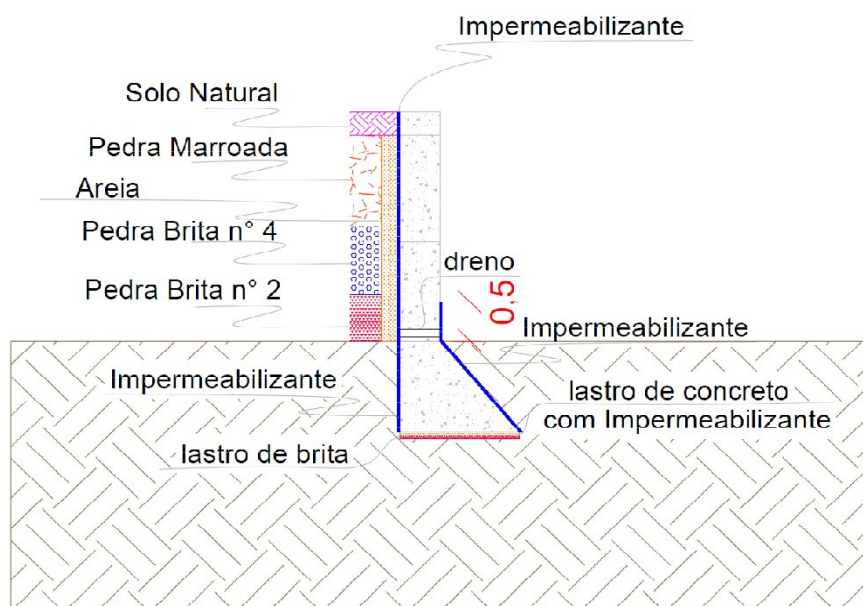 Impermeabilizante
Solo Natural
Pedra Marroada
Areia
Pedra Brita n° 4
dreno
Pedra Brita n° 2
0,5
Impermeabilizante
Impermeabilizante
lastro de concreto
com Impermeabilizante
lastro de brita